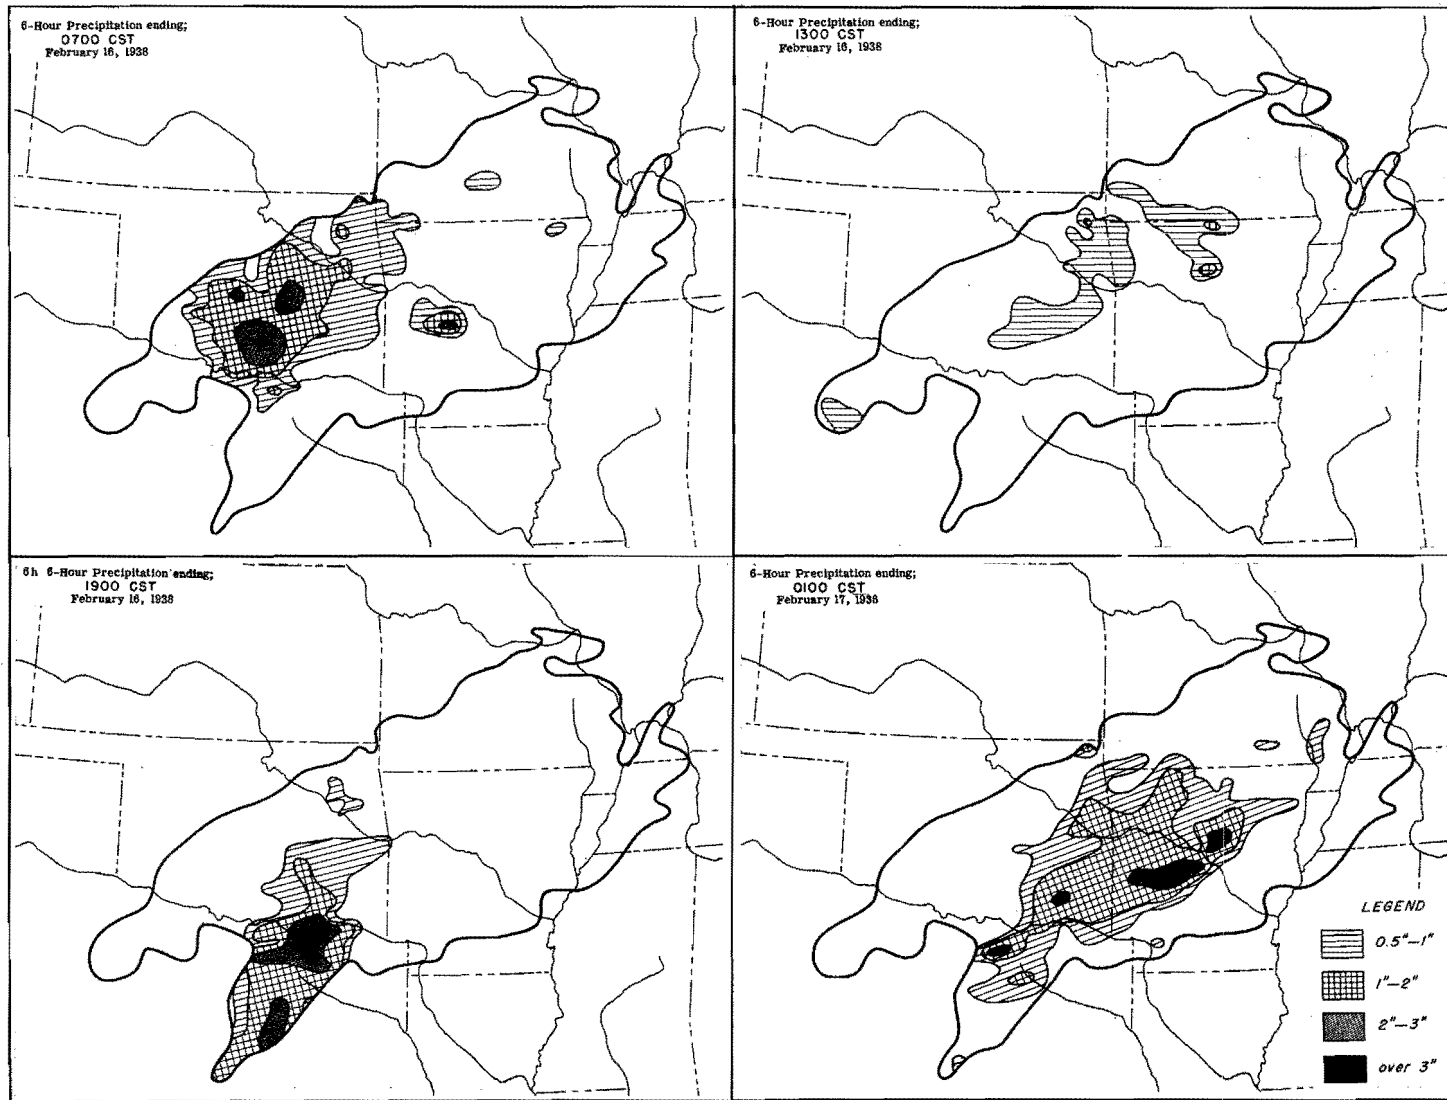 6-Hour Precipitation ending;
0700 CST
February 16, 1938
6-Hour Precipitation ending;
1300 CST
February 16, 1938
6h 6-Hour Precipitation ending;
1900 CST
February 16, 1938
6-Hour Precipitation ending;
0100 CST
February 17, 1938
LEGEND
0.5"—1"
1"—2"
2"—3"
over 3"